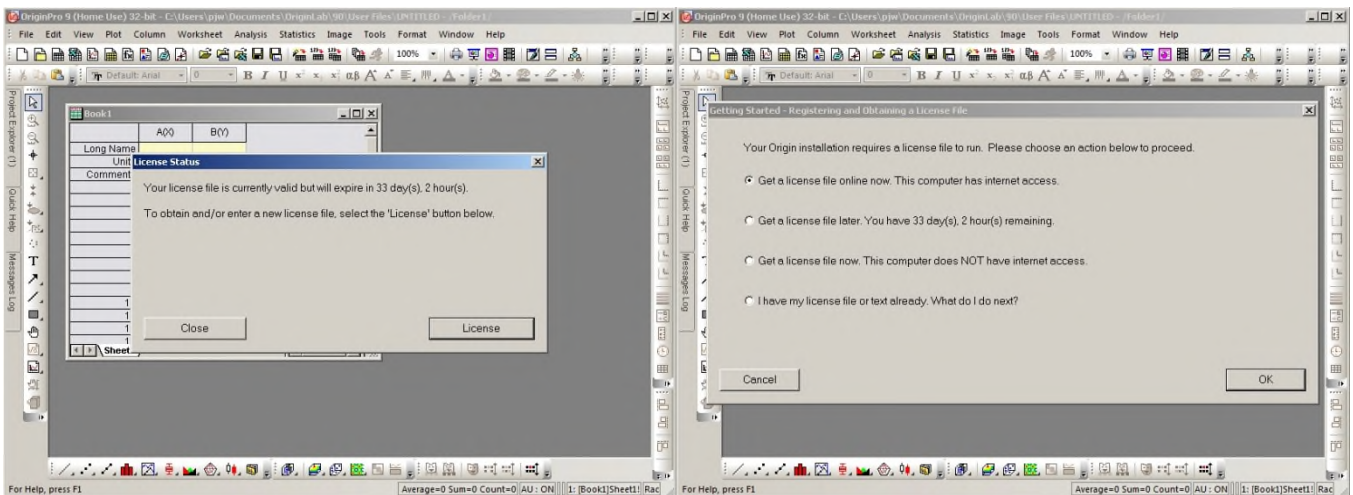 OriginPro 9 (Home Use) 32-bit - C:\Users\pjw\Documents\OriginLab\90\User Files\UNTITLED - /Folder1/
File Edit View Plot Column Worksheet Analysis Statistics Image Tools Format Window Help
100%
Default: Arial 0 B I U αβ A A
Project Explorer (1)
Quick Help
Messages Log
Book1
A(X) B(Y)
Long Name
Unit
Comment
1
1
1
1
Sheet
License Status
Your license file is currently valid but will expire in 33 day(s), 2 hour(s).
To obtain and/or enter a new license file, select the 'License' button below.
Close License
For Help, press F1 Average=0 Sum=0 Count=0 AU : ON 1: [Book1]Sheet1! Rac
OriginPro 9 (Home Use) 32-bit - C:\Users\pjw\Documents\OriginLab\90\User Files\UNTITLED - /Folder1/
File Edit View Plot Column Worksheet Analysis Statistics Image Tools Format Window Help
100%
Default: Arial 0 B I U αβ A A
Project Explorer (1)
Quick Help
Messages Log
Getting Started - Registering and Obtaining a License File
Your Origin installation requires a license file to run. Please choose an action below to proceed.
Get a license file online now. This computer has internet access.
Get a license file later. You have 33 day(s), 2 hour(s) remaining.
Get a license file now. This computer does NOT have internet access.
I have my license file or text already. What do I do next?
Cancel OK
For Help, press F1 Average=0 Sum=0 Count=0 AU : ON 1: [Book1]Sheet1! Rac